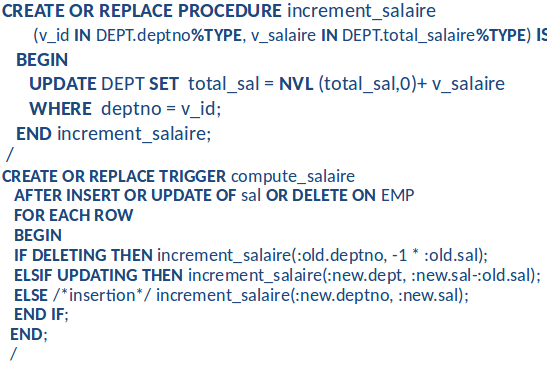 CREATE OR REPLACE PROCEDURE increment_salaire
(v_id IN DEPT.deptno%TYPE, v_salaire IN DEPT.total_salaire%TYPE) IS
BEGIN
UPDATE DEPT SET total_sal = NVL (total_sal,0)+ v_salaire
WHERE deptno = v_id;
END increment_salaire;
/
CREATE OR REPLACE TRIGGER compute_salaire
AFTER INSERT OR UPDATE OF sal OR DELETE ON EMP
FOR EACH ROW
BEGIN
IF DELETING THEN increment_salaire(:old.deptno, -1 * :old.sal);
ELSIF UPDATING THEN increment_salaire(:new.dept, :new.sal-:old.sal);
ELSE /*insertion*/ increment_salaire(:new.deptno, :new.sal);
END IF;
END;
/